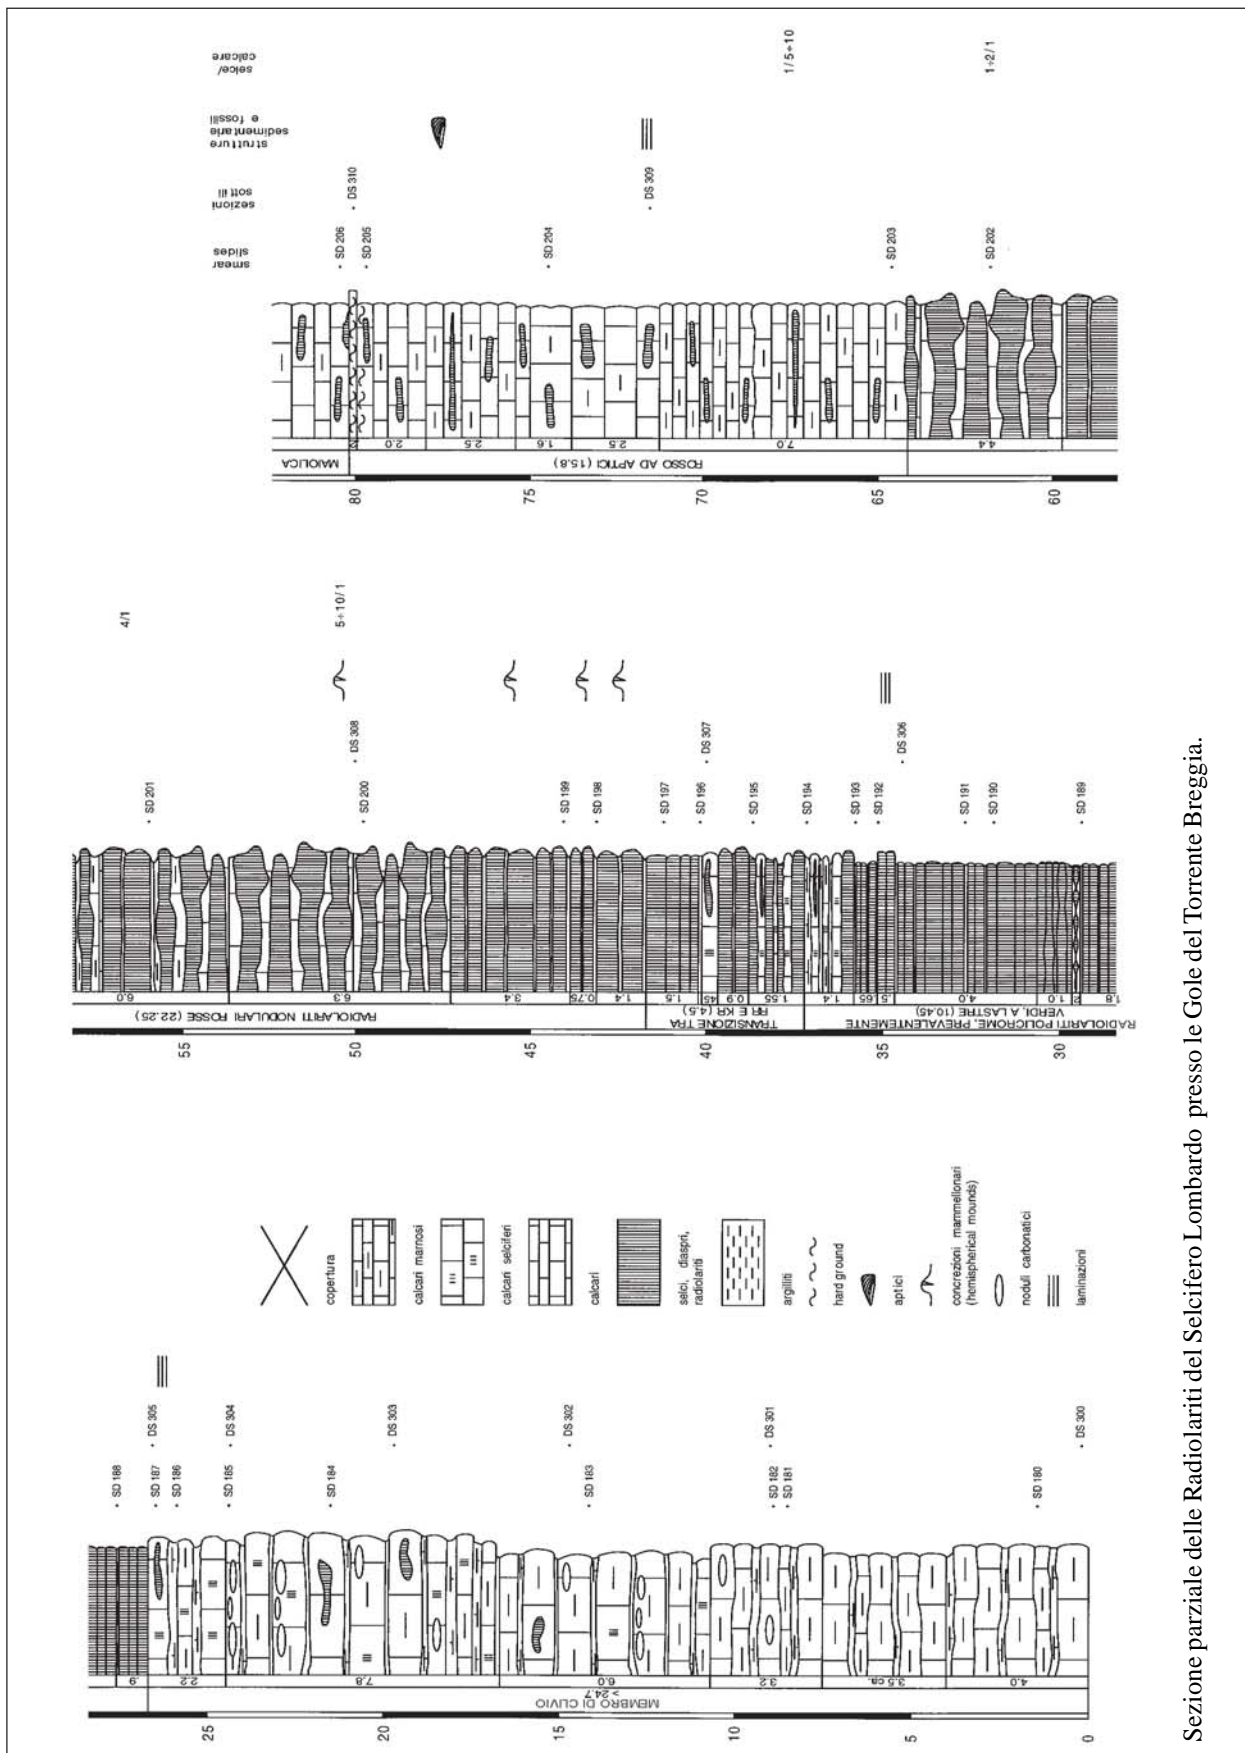 smear
slides
sezioni
sottili
strutture
sedimentarie
e fossili
selce/
calcare
MAIOLICA
ROSSO AD APTICI (15.8)
2
2.0
2.5
1.6
2.5
7.0
4.4
80
75
70
65
60
SD 206
SD 205
SD 204
SD 203
SD 202
DS 310
DS 309
1/5÷10
1÷2/1
RADIOLARITI NODULARI ROSSE (22.25)
TRANSIZIONE TRA
RR E KR (4.5)
RADIOLARITI POLICROME, PREVALENTEMENTE
VERDI, A LASTRE (10.45)
6.0
6.3
3.4
0.75
1.4
1.5
45
0.9
1.55
1.4
.65
.5
4.0
1.0
2
1.8
55
50
45
40
35
30
SD 201
SD 200
SD 199
SD 198
SD 197
SD 196
SD 195
SD 194
SD 193
SD 192
SD 191
SD 190
SD 189
DS 308
DS 307
DS 306
4/1
5÷10/1
copertura
calcari marnosi
calcari selciferi
calcari
selci, diaspri,
radiolariti
argilliti
hard ground
aptici
concrezioni mammellonari
(hemispherical mounds)
noduli carbonatici
laminazioni
MEMBRO DI CLIVIO
> 24.7
.9
2.2
7.8
6.0
3.2
3.5 ca.
4.0
25
20
15
10
5
0
SD 188
SD 187
SD 186
SD 185
SD 184
SD 183
SD 182
SD 181
SD 180
DS 305
DS 304
DS 303
DS 302
DS 301
DS 300
Sezione parziale delle Radiolariti del Selcifero Lombardo presso le Gole del Torrente Breggia.